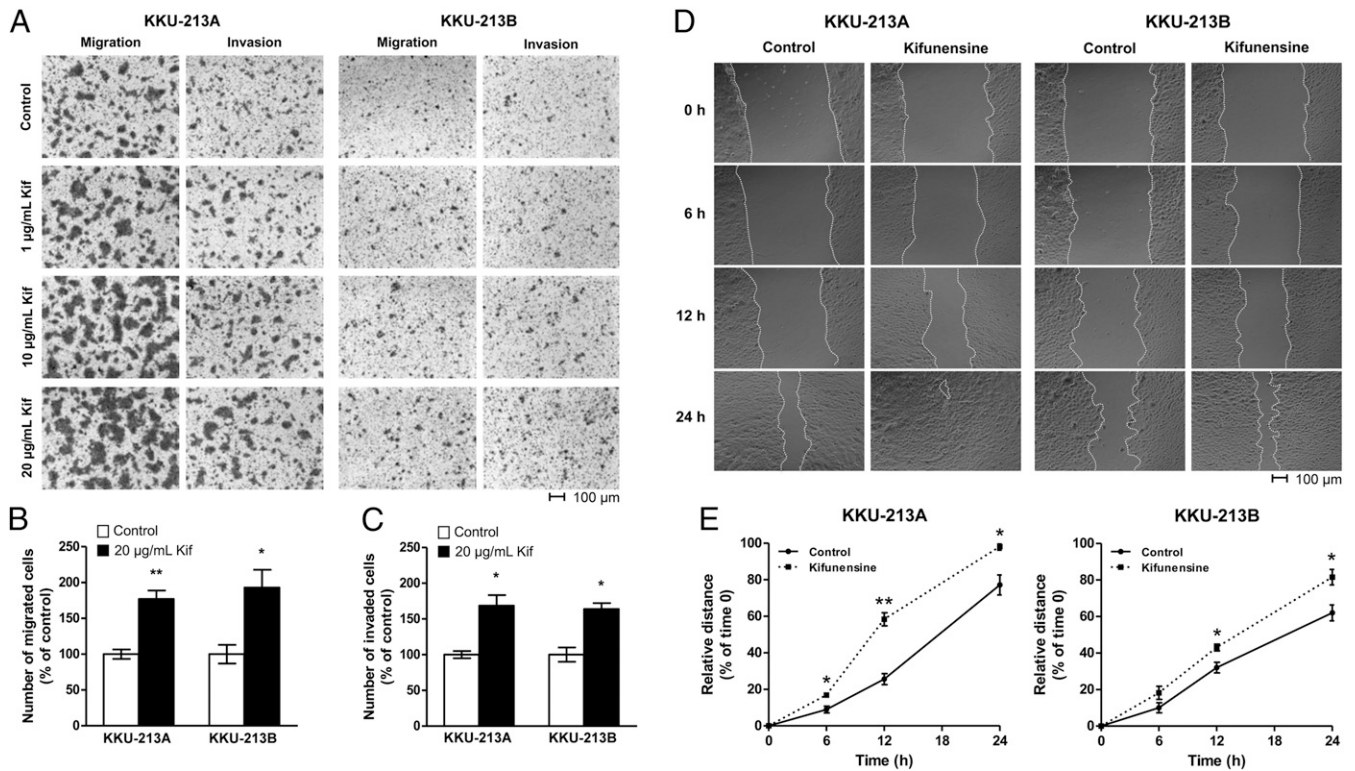 A
KKU-213A
KKU-213B
Migration
Invasion
Migration
Invasion
Control
1 µg/mL Kif
10 µg/mL Kif
20 µg/mL Kif
100 µm
D
KKU-213A
KKU-213B
Control
Kifunensine
Control
Kifunensine
0 h
6 h
12 h
24 h
100 µm
B
Control
20 µg/mL Kif
Number of migrated cells
(% of control)
250
200
150
100
50
0
**
*
KKU-213A
KKU-213B
C
Control
20 µg/mL Kif
Number of invaded cells
(% of control)
250
200
150
100
50
0
*
*
KKU-213A
KKU-213B
E
KKU-213A
Control
Kifunensine
Relative distance
(% of time 0)
100
80
60
40
20
0
*
**
*
0
6
12
18
24
Time (h)
KKU-213B
Control
Kifunensine
Relative distance
(% of time 0)
100
80
60
40
20
0
*
*
0
6
12
18
24
Time (h)